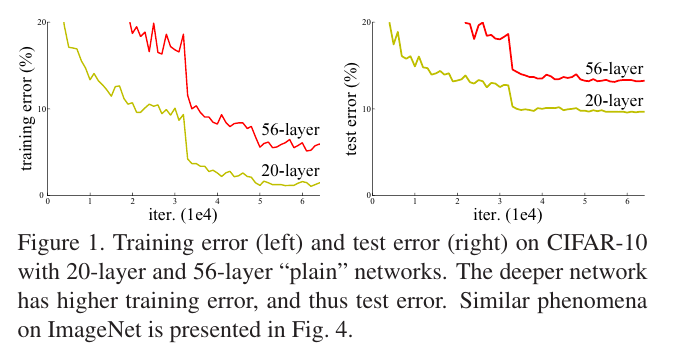 20
10
0
training error (%)
56-layer
20-layer
0 1 2 3 4 5 6
iter. (1e4)
20
10
0
test error (%)
56-layer
20-layer
0 1 2 3 4 5 6
iter. (1e4)
Figure 1. Training error (left) and test error (right) on CIFAR-10
with 20-layer and 56-layer “plain” networks. The deeper network
has higher training error, and thus test error. Similar phenomena
on ImageNet is presented in Fig. 4.